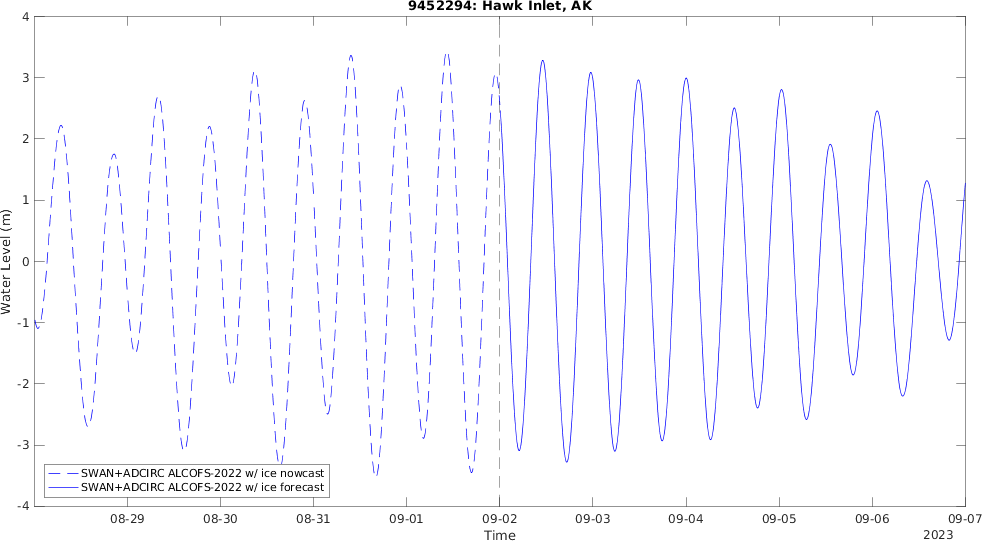 9452294: Hawk Inlet, AK
4
3
2
1
0
-1
-2
-3
-4
Water Level (m)
SWAN+ADCIRC ALCOFS-2022 w/ ice nowcast
SWAN+ADCIRC ALCOFS-2022 w/ ice forecast
08-29 08-30 08-31 09-01 09-02 09-03 09-04 09-05 09-06 09-07
Time
2023